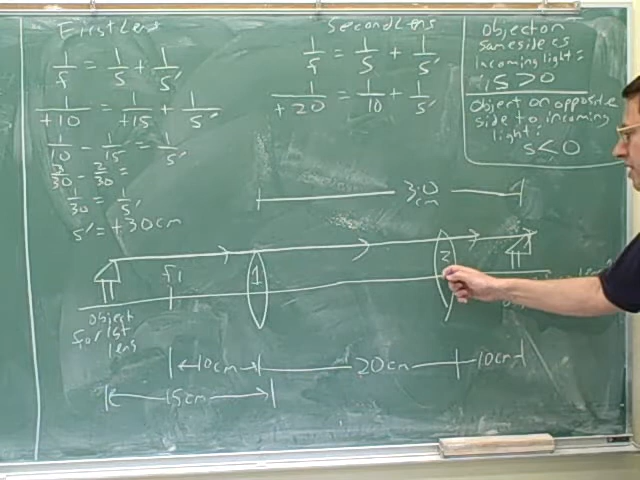 First Lens
1/f = 1/s + 1/s'
1/+10 = 1/+15 + 1/s'
1/10 - 1/15 = 1/s'
3/30 - 2/30 =
1/30 = 1/s'
s' = +30cm
Second Lens
1/f = 1/s + 1/s'
1/+20 = 1/10 + 1/s'
Object on
same side as
incoming light:
S > 0
Object on opposite
side to incoming
light:
s < 0
30
cm
f1
1
2
object
for 1st
lens
10cm
20cm
10cm
15cm